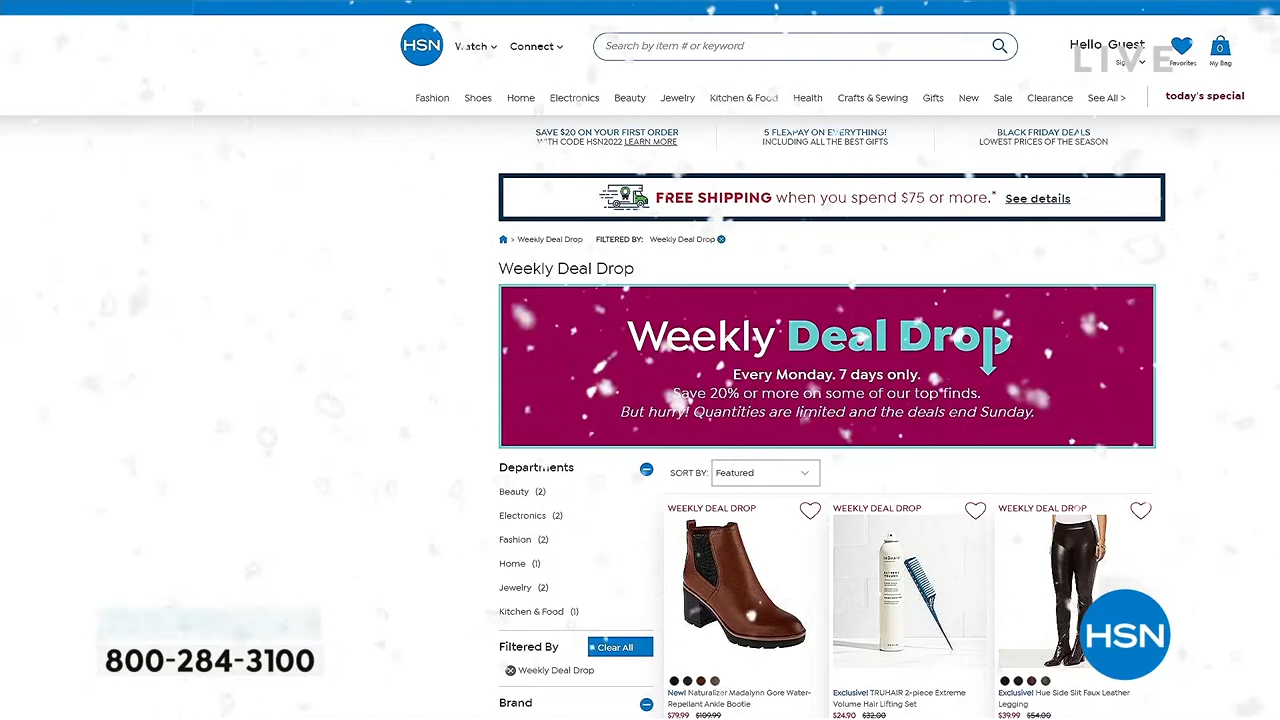 HSN
Watch
Connect
Search by item # or keyword
Hello, Guest
LIVE
Favorites
0
My Bag
Fashion Shoes Home Electronics Beauty Jewelry Kitchen & Food Health Crafts & Sewing Gifts New Sale Clearance See All >
today's special
SAVE $20 ON YOUR FIRST ORDER
WITH CODE HSN2022 LEARN MORE
5 FLEXPAY ON EVERYTHING!
INCLUDING ALL THE BEST GIFTS
BLACK FRIDAY DEALS
LOWEST PRICES OF THE SEASON
FREE SHIPPING when you spend $75 or more.* See details
> Weekly Deal Drop FILTERED BY: Weekly Deal Drop
Weekly Deal Drop
Weekly Deal Drop
Every Monday. 7 days only.
Save 20% or more on some of our top finds.
But hurry! Quantities are limited and the deals end Sunday.
Departments
Beauty (2)
Electronics (2)
Fashion (2)
Home (1)
Jewelry (2)
Kitchen & Food (1)
Filtered By
Clear All
Weekly Deal Drop
Brand
SORT BY: Featured
WEEKLY DEAL DROP
New! Naturalizer Madalynn Gore Water-
Repellant Ankle Bootie
$79.99 $109.99
WEEKLY DEAL DROP
TRUHAIR
Exclusive! TRUHAIR 2-piece Extreme
Volume Hair Lifting Set
$24.90 $32.00
WEEKLY DEAL DROP
Exclusive! Hue Side Slit Faux Leather
Legging
$39.99 $54.00
800-284-3100
HSN